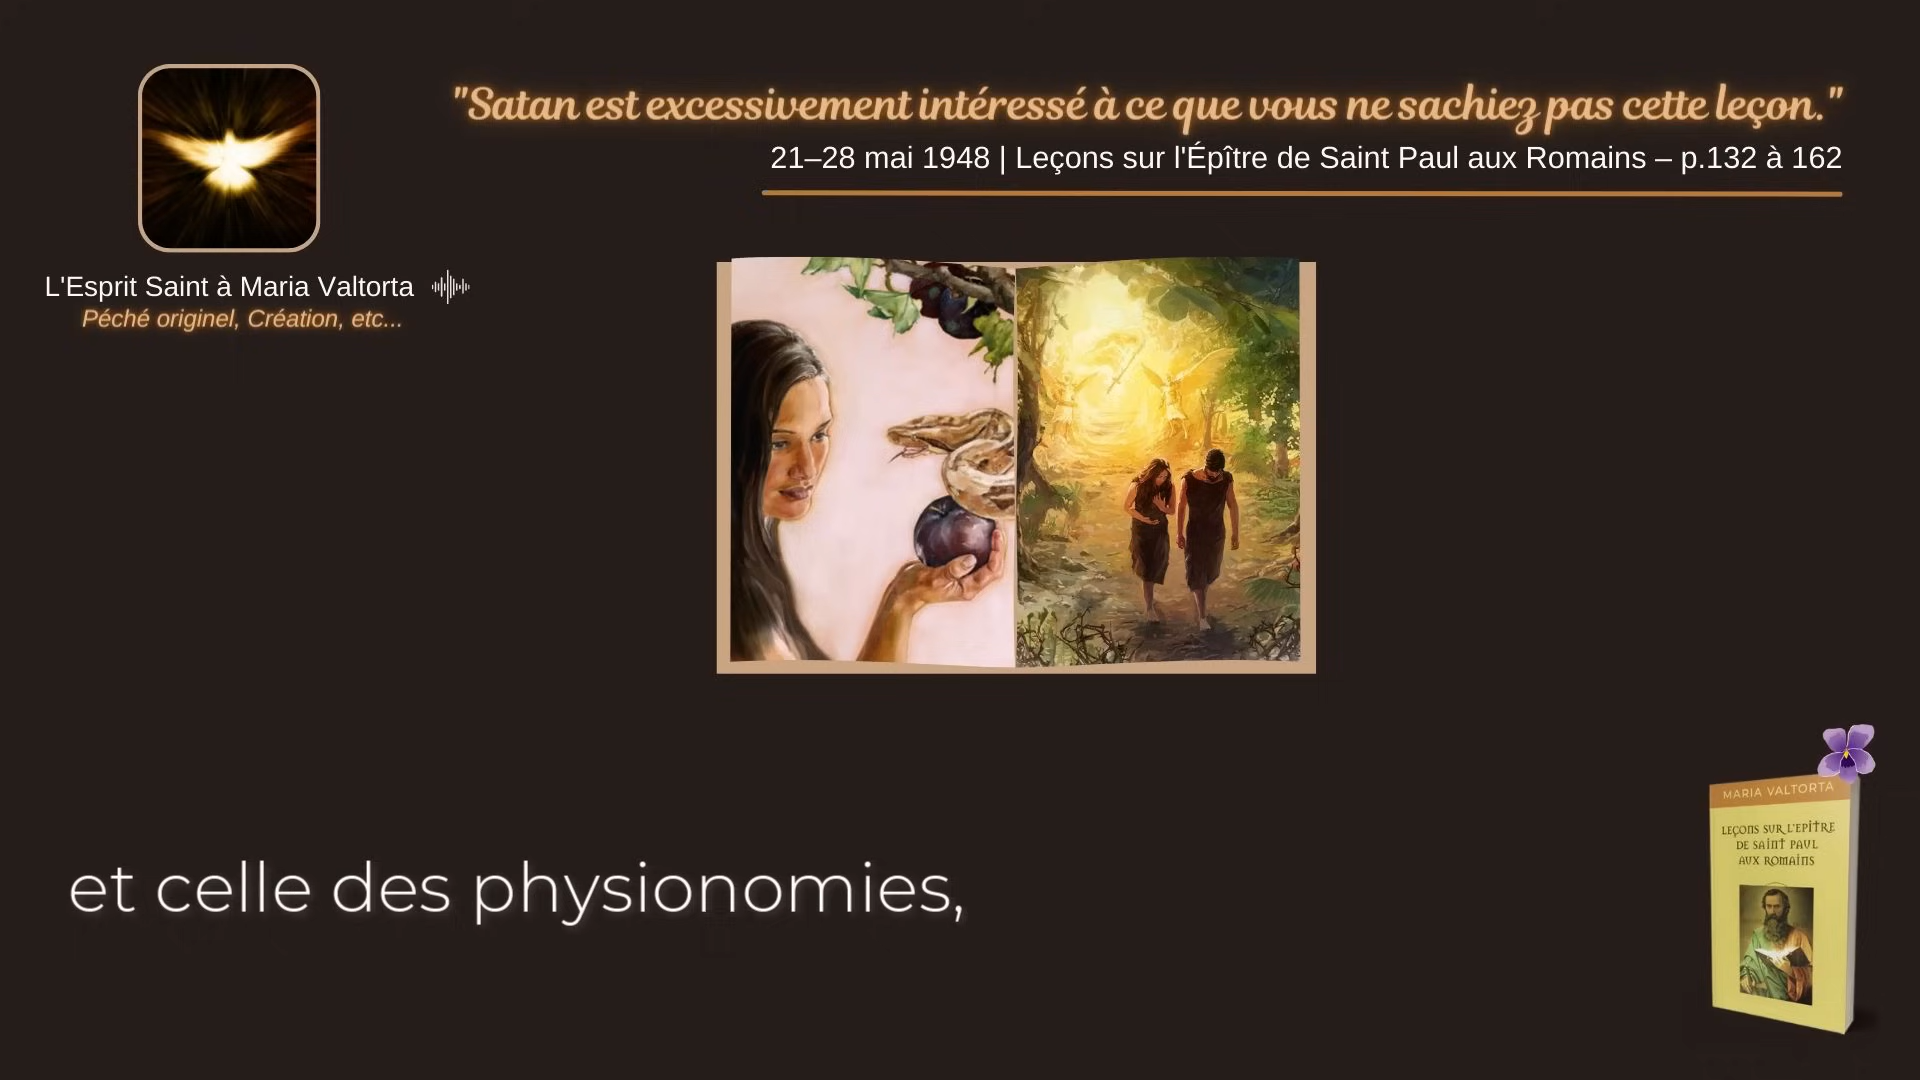 "Satan est excessivement intéressé à ce que vous ne sachiez pas cette leçon."
21–28 mai 1948 | Leçons sur l'Épître de Saint Paul aux Romains – p.132 à 162
L'Esprit Saint à Maria Valtorta
Péché originel, Création, etc...
et celle des physionomies,
MARIA VALTORTA
LEÇONS SUR L'EPÎTRE
DE SAINT PAUL
AUX ROMAINS